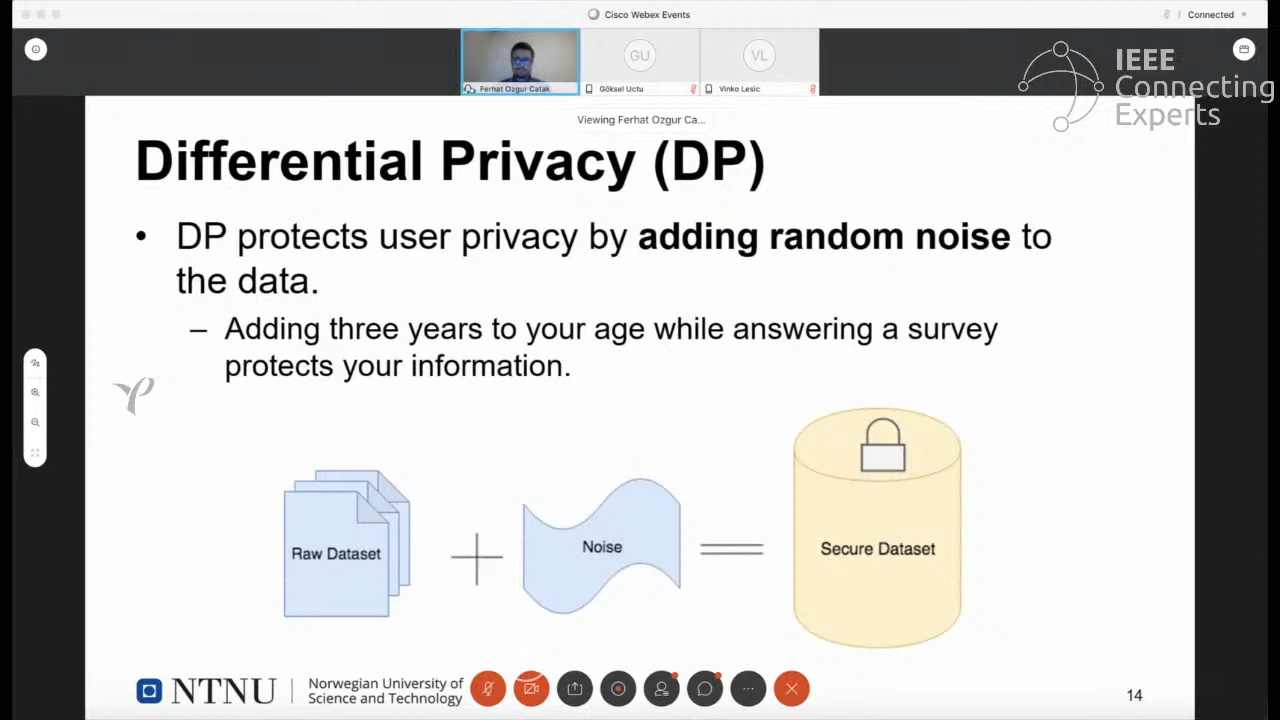 Cisco Webex Events
Connected
GU
VL
Ferhat Ozgur Catak
Göksel Uctu
Vinko Lesic
IEEE
Connecting
Experts
Viewing Ferhat Ozgur Ca...
Differential Privacy (DP)
• DP protects user privacy by adding random noise to
the data.
– Adding three years to your age while answering a survey
protects your information.
Raw Dataset
Noise
Secure Dataset
NTNU
Norwegian University of
Science and Technology
14